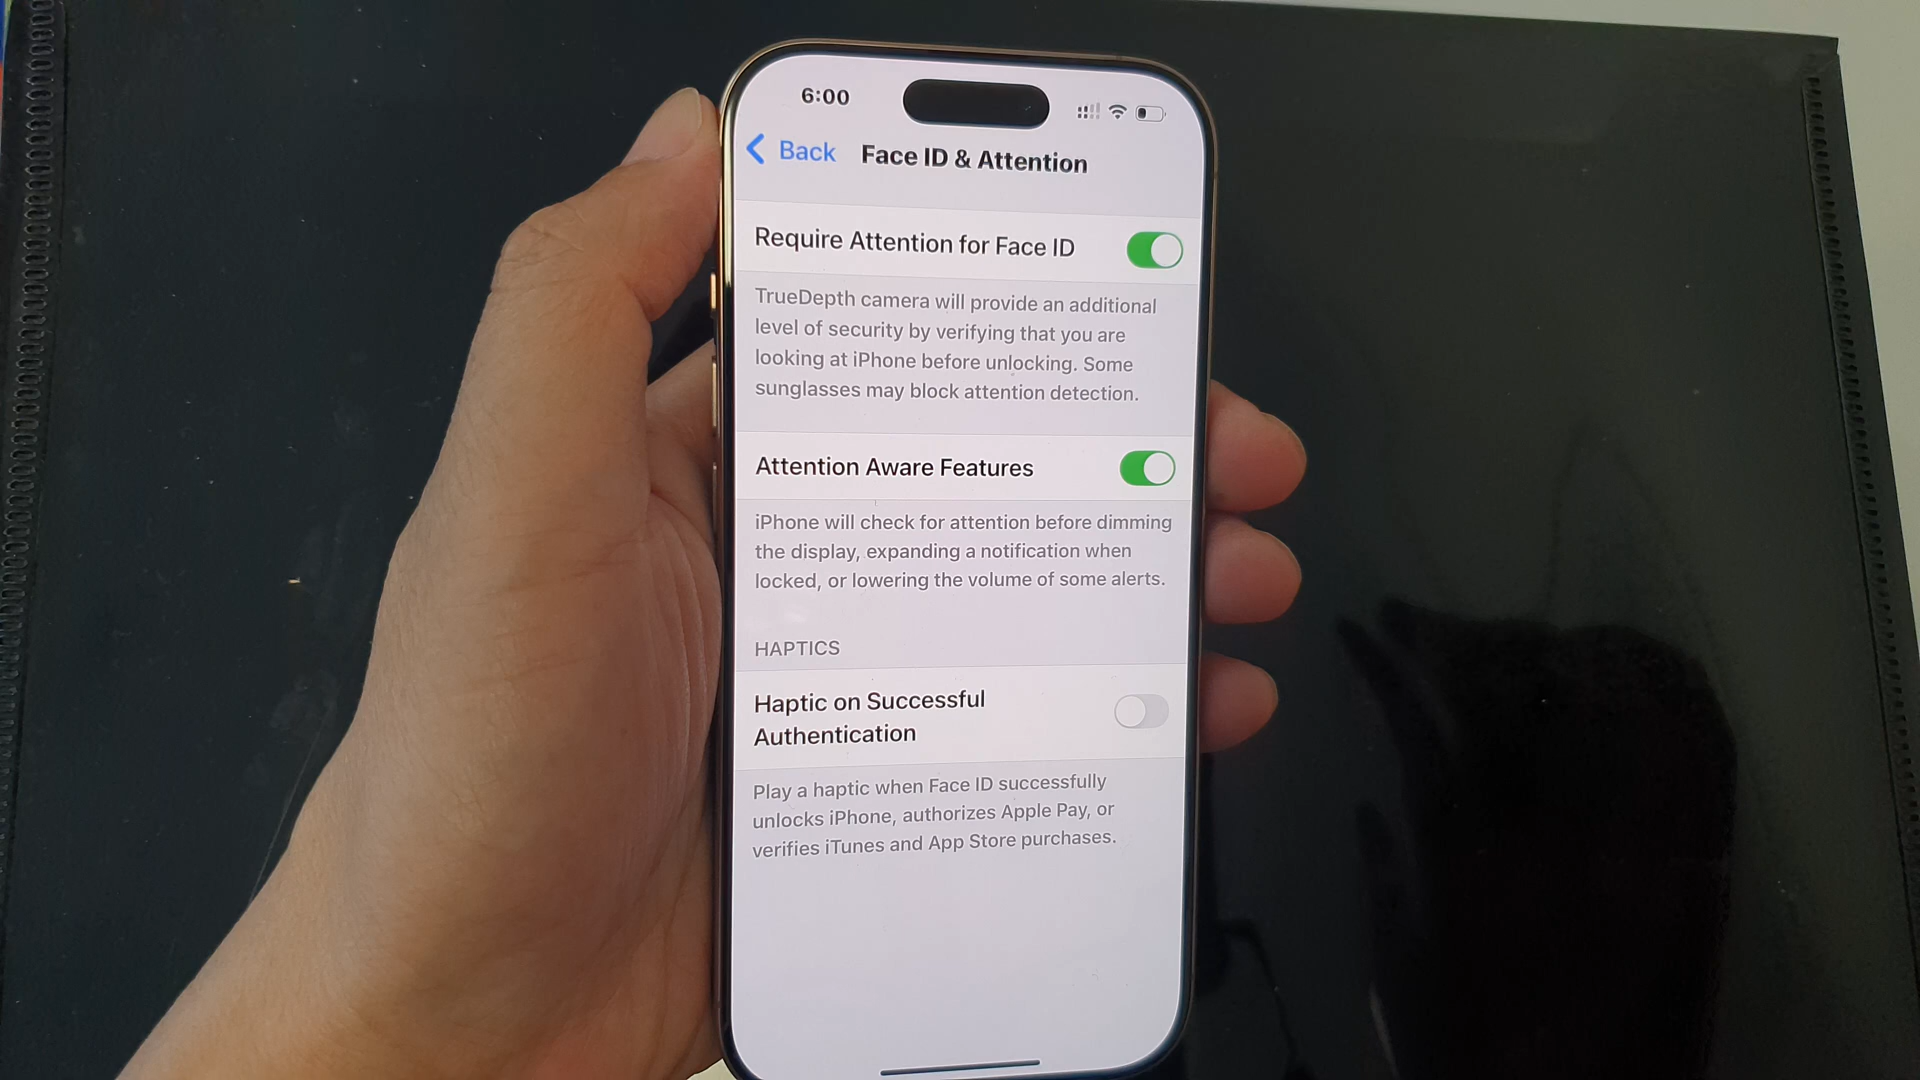 6:00
Back Face ID & Attention
Require Attention for Face ID
TrueDepth camera will provide an additional
level of security by verifying that you are
looking at iPhone before unlocking. Some
sunglasses may block attention detection.
Attention Aware Features
iPhone will check for attention before dimming
the display, expanding a notification when
locked, or lowering the volume of some alerts.
HAPTICS
Haptic on Successful
Authentication
Play a haptic when Face ID successfully
unlocks iPhone, authorizes Apple Pay, or
verifies iTunes and App Store purchases.